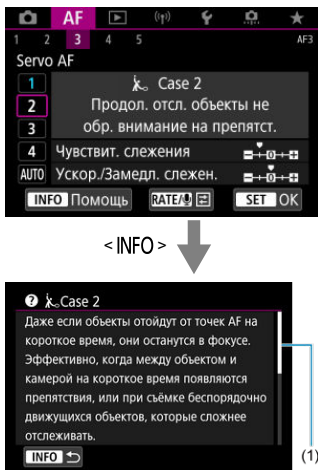 AF
1 2 3 4 5 AF3
Servo AF
1
Case 2
2
Продол. отсл. объекты не
3
обр. внимание на препятст.
4 Чувствит. слежения
AUTO Ускор./Замедл. слежен.
INFO Помощь RATE SET OK
< INFO >
Case 2
Даже если объекты отойдут от точек AF на
короткое время, они останутся в фокусе.
Эффективно, когда между объектом и
камерой на короткое время появляются
препятствия, или при съёмке беспорядочно
движущихся объектов, которые сложнее
отслеживать.
INFO
(1)